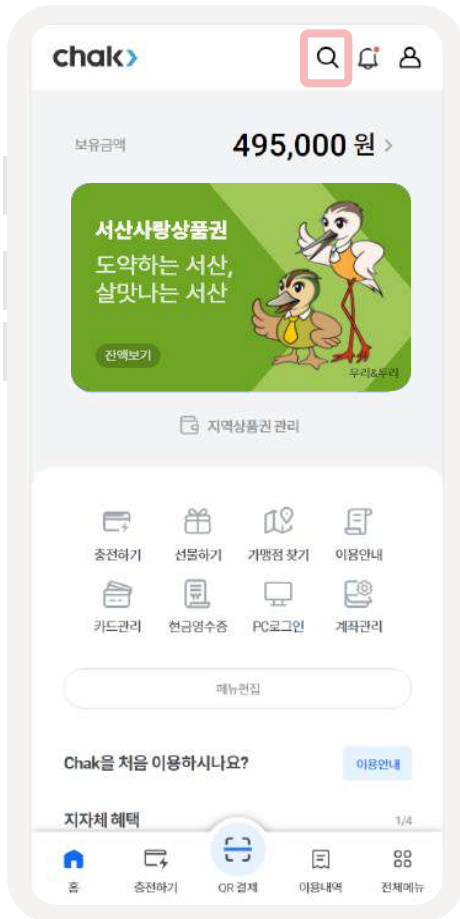 chak
보유금액 495,000 원
서산사랑상품권
도약하는 서산,
살맛나는 서산
잔액보기
우리&두리
지역상품권 관리
충전하기 선물하기 가맹점 찾기 이용안내
카드관리 현금영수증 PC로그인 계좌관리
메뉴편집
Chak을 처음 이용하시나요? 이용안내
지자체 혜택 1/4
홈 충전하기 QR 결제 이용내역 전체메뉴